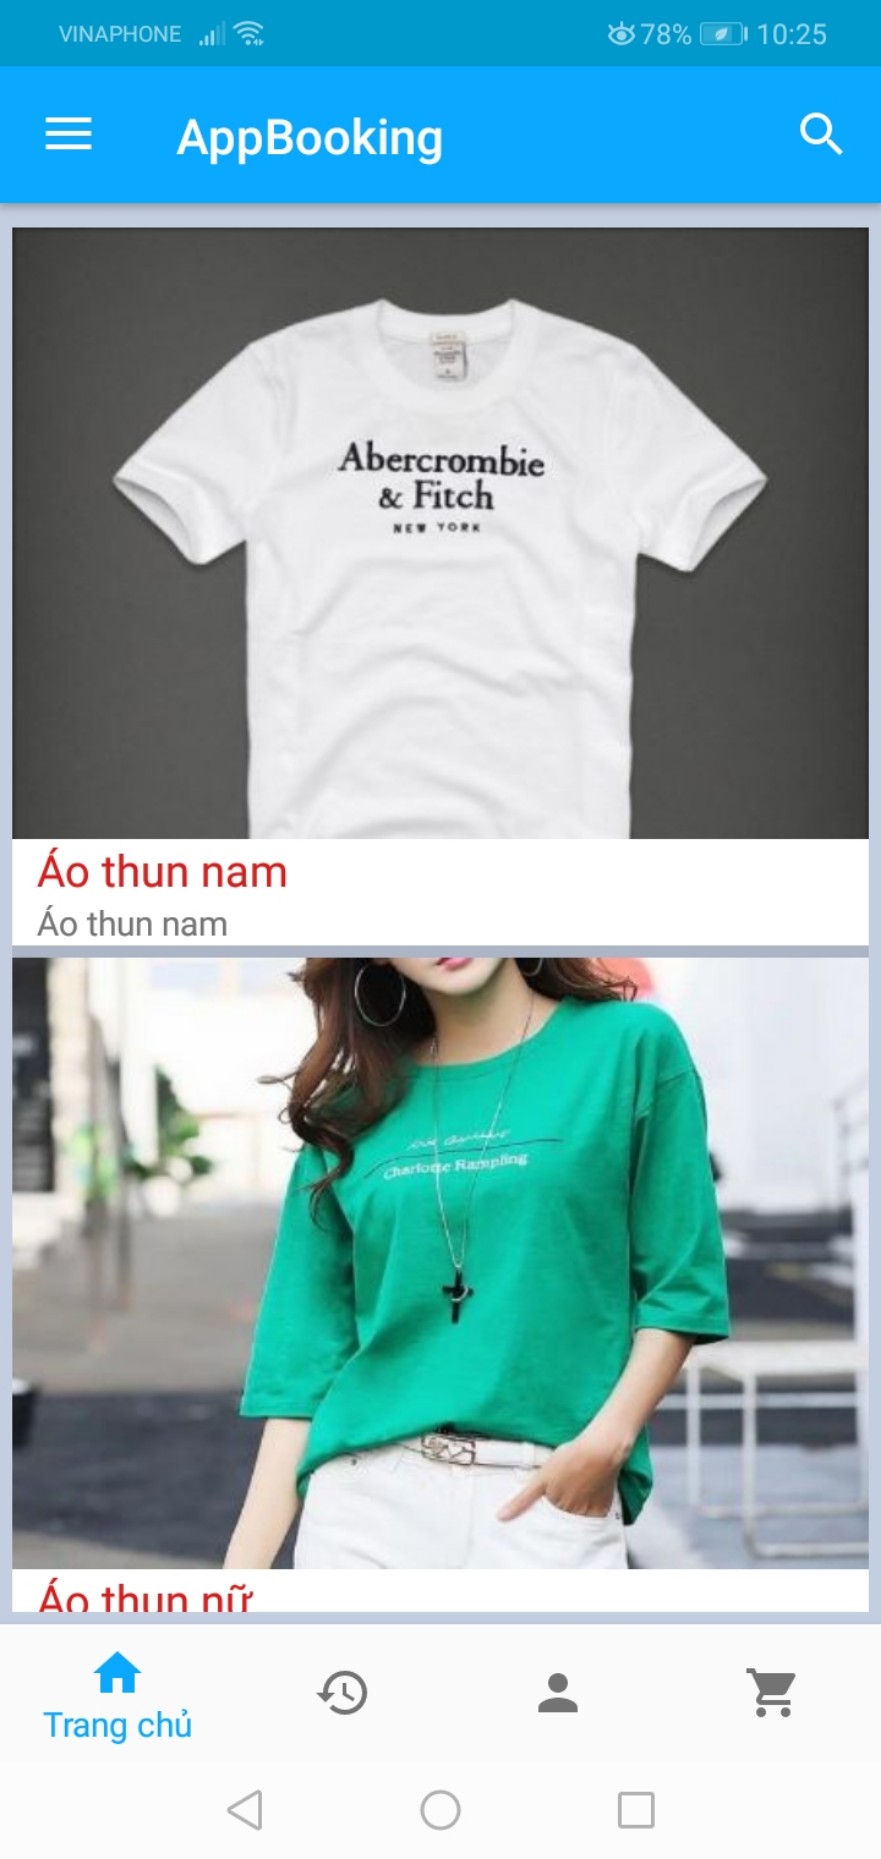 VINAPHONE 78% 10:25
AppBooking
Abercrombie
& Fitch
NEW YORK
Áo thun nam
Áo thun nam
Charlotte Rampling
Áo thun nữ
Trang chủ